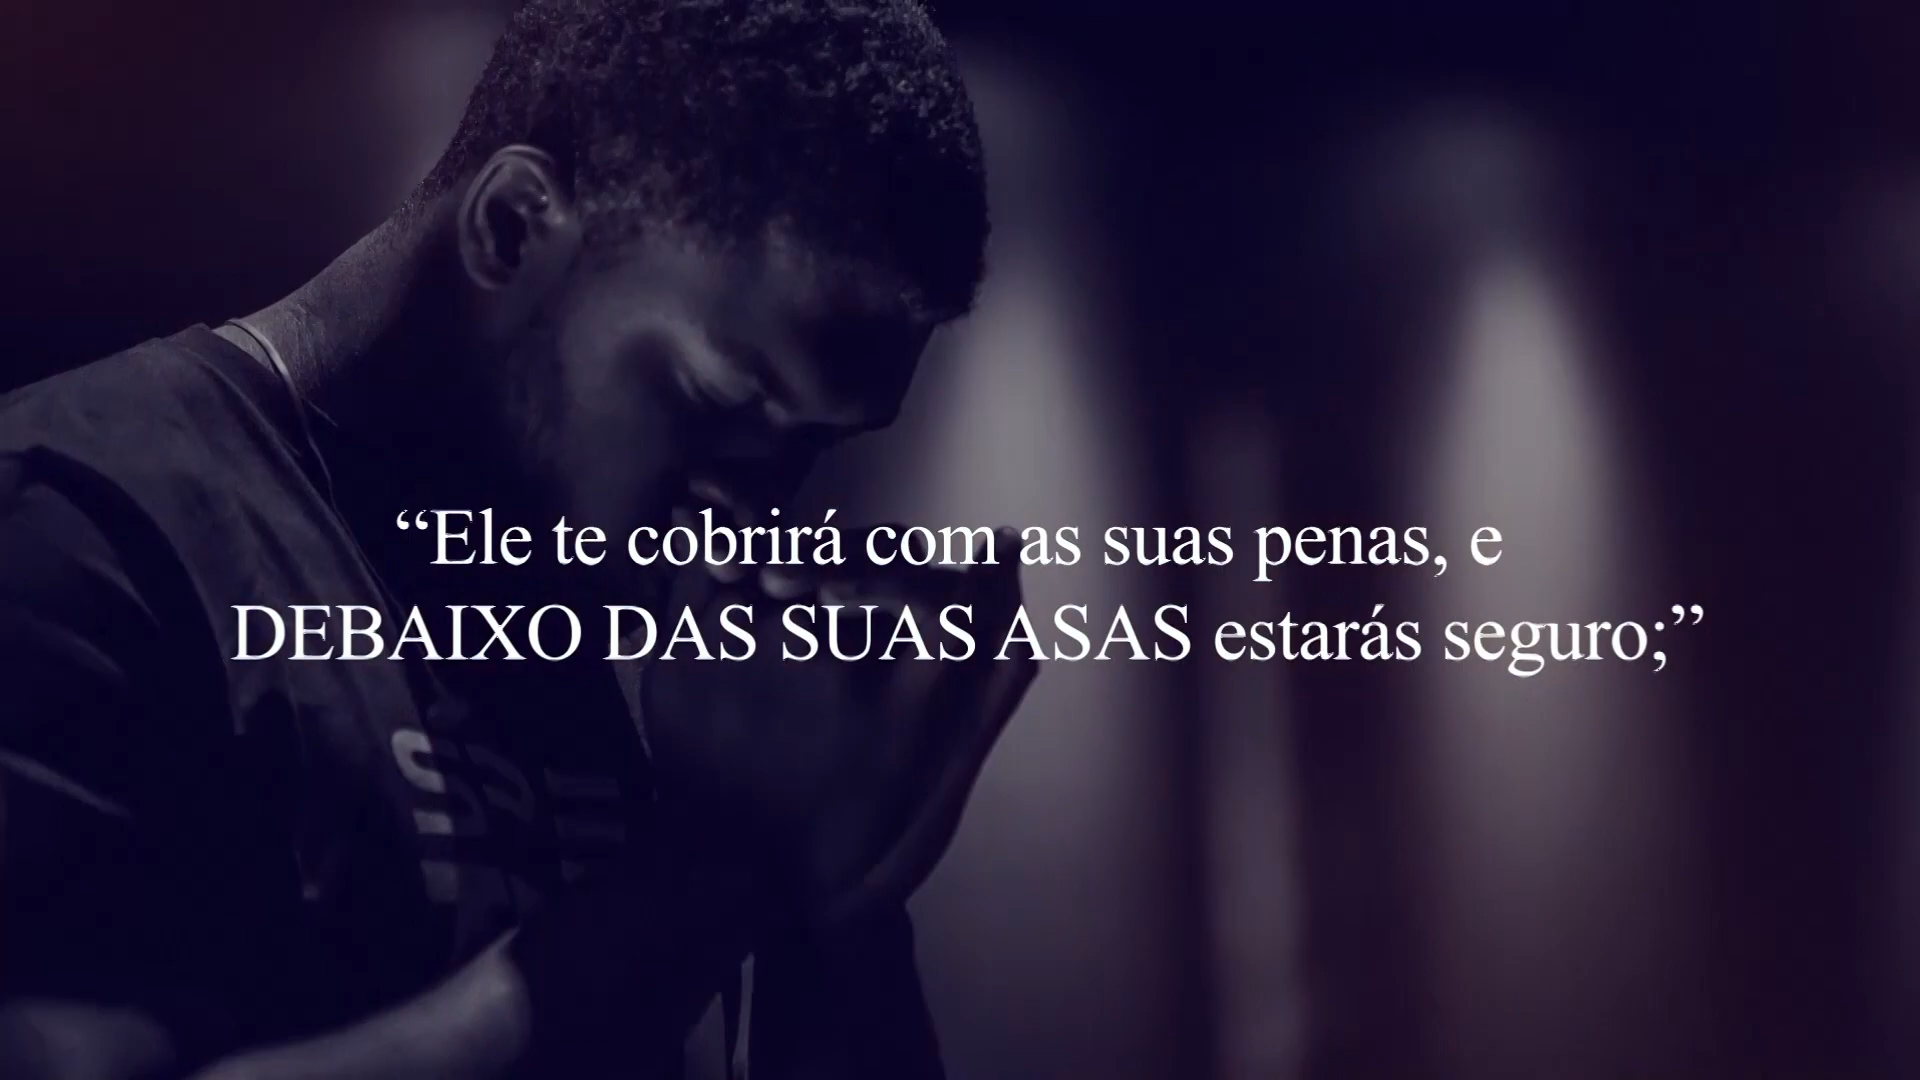 “Ele te cobrirá com as suas penas, e
DEBAIXO DAS SUAS ASAS estarás seguro;”